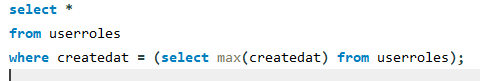 select *
from userroles
where createdat = (select max(createdat) from userroles);